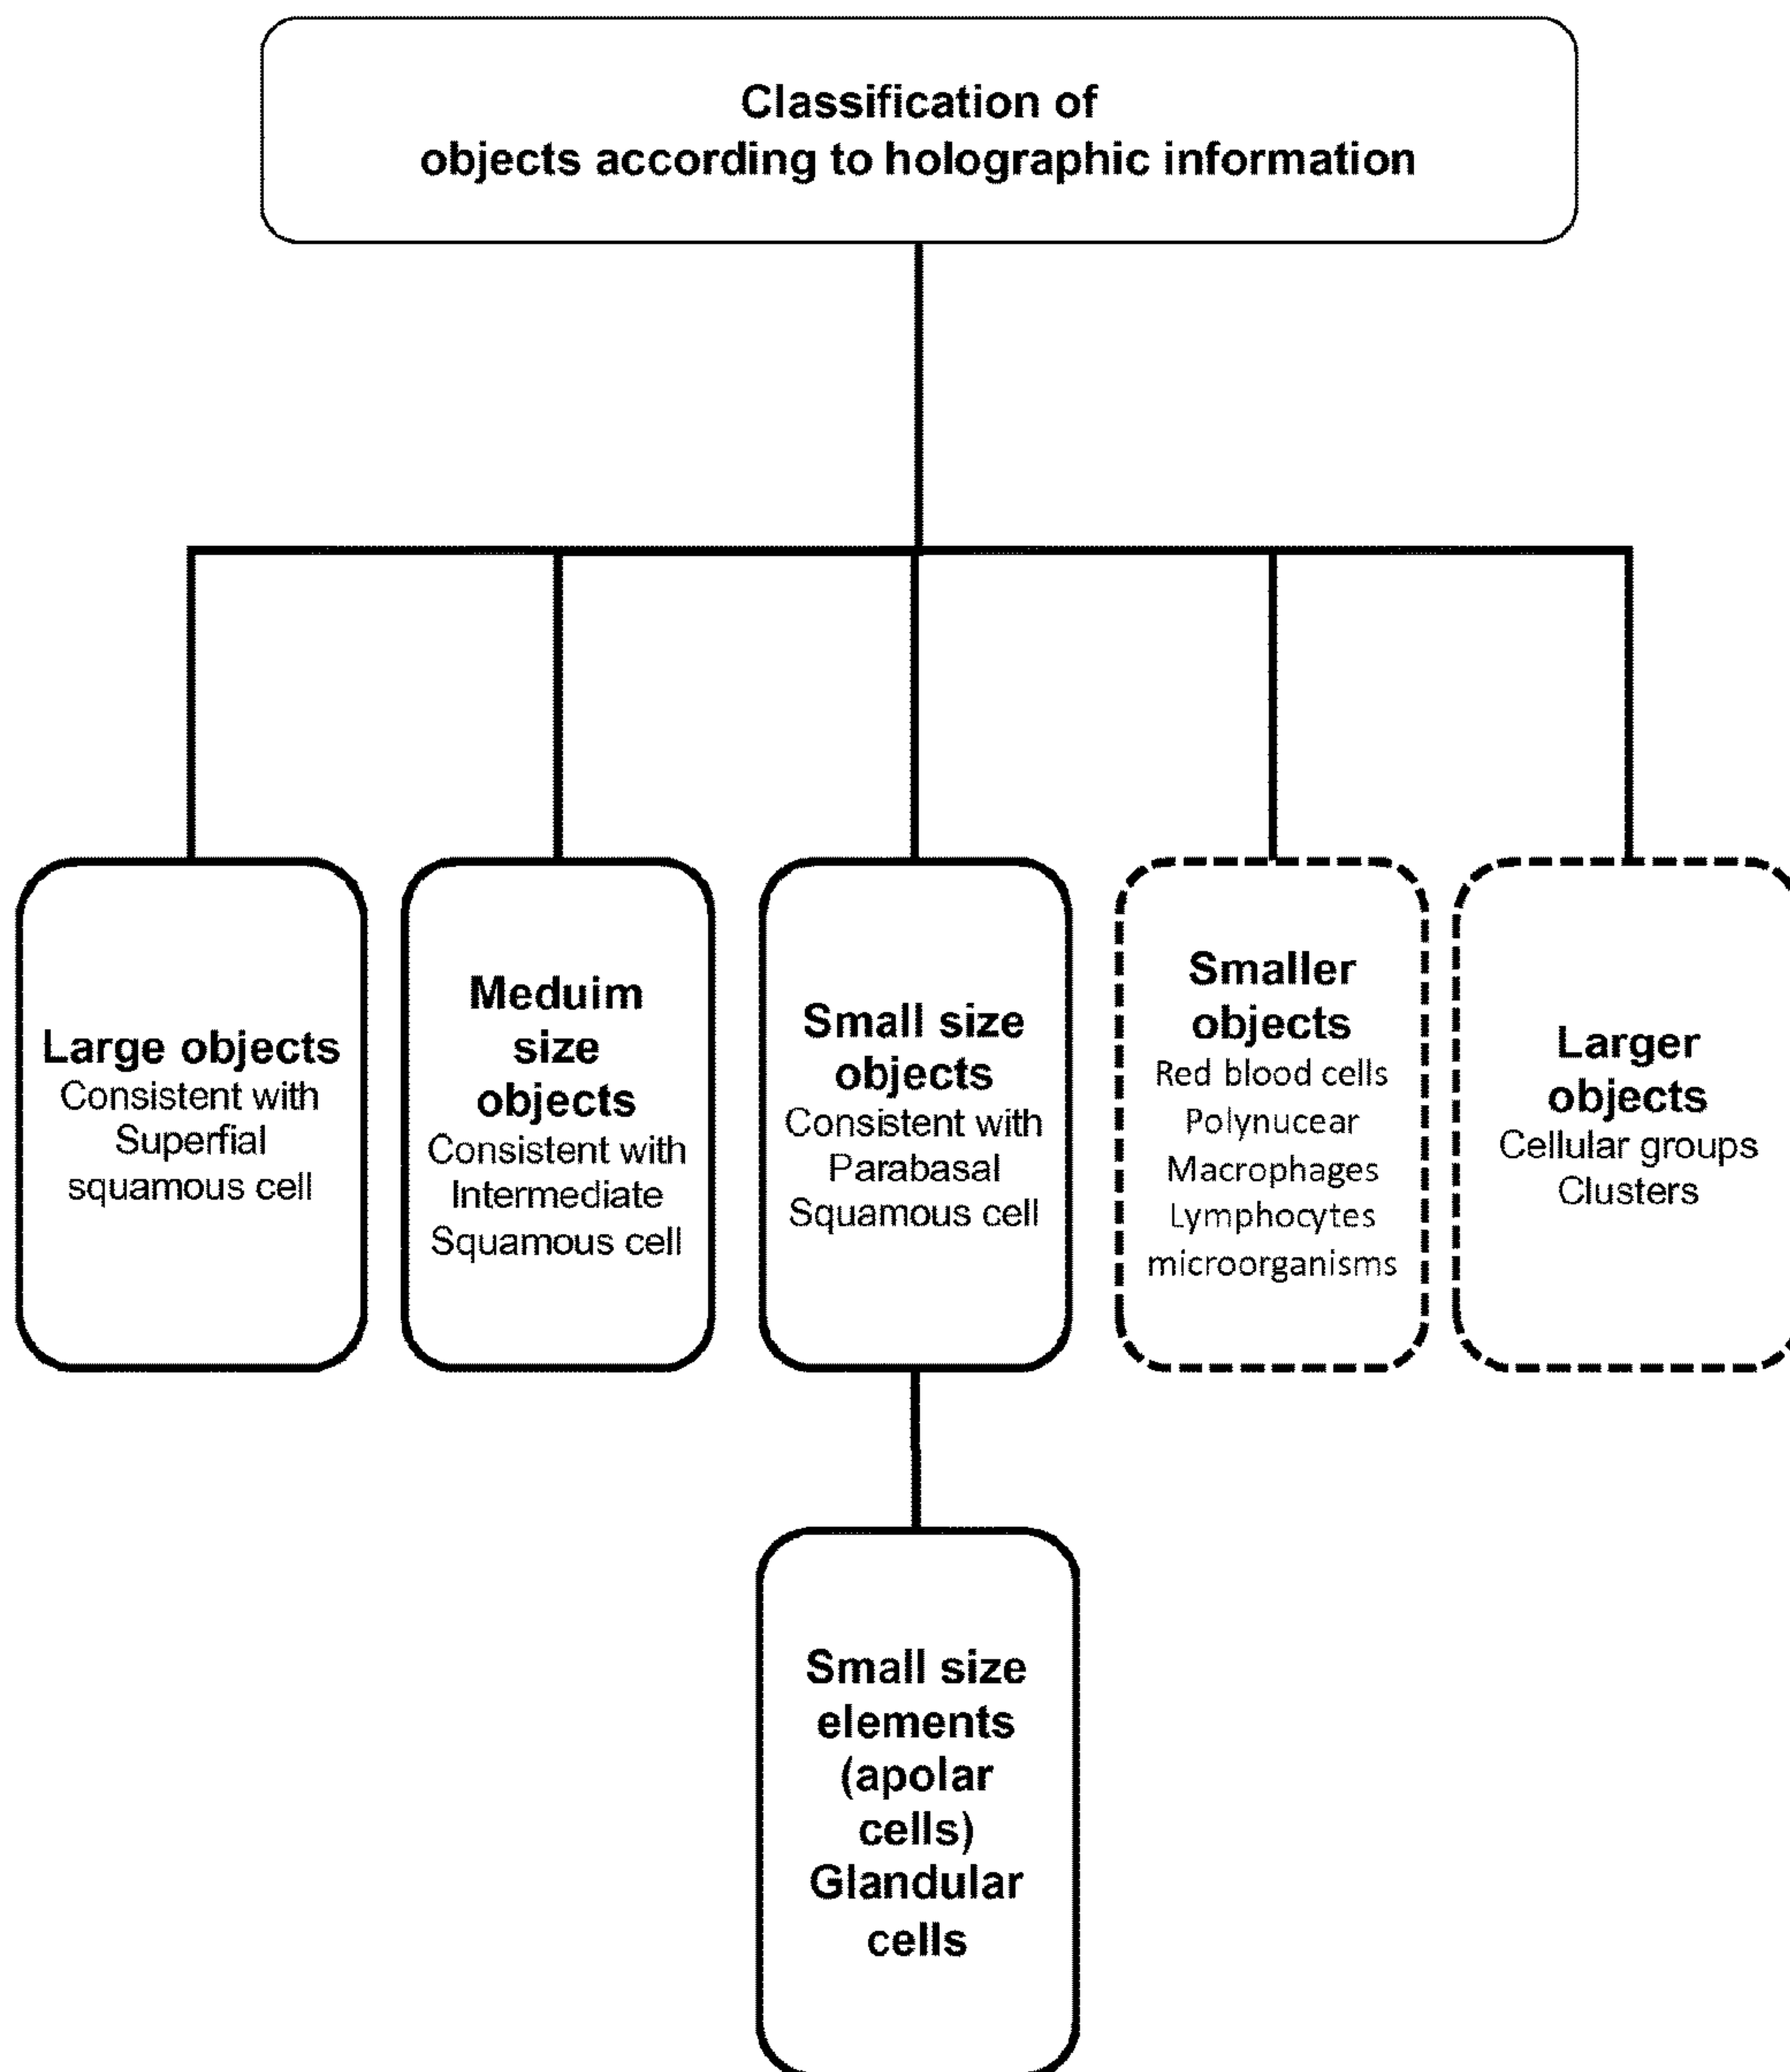 Classification of
objects according to holographic information
Large objects
Consistent with
Superfial
squamous cell
Meduim
size
objects
Consistent with
Intermediate
Squamous cell
Small size
objects
Consistent with
Parabasal
Squamous cell
Smaller
objects
Red blood cells
Polynucear
Macrophages
Lymphocytes
microorganisms
Larger
objects
Cellular groups
Clusters
Small size
elements
(apolar
cells)
Glandular
cells